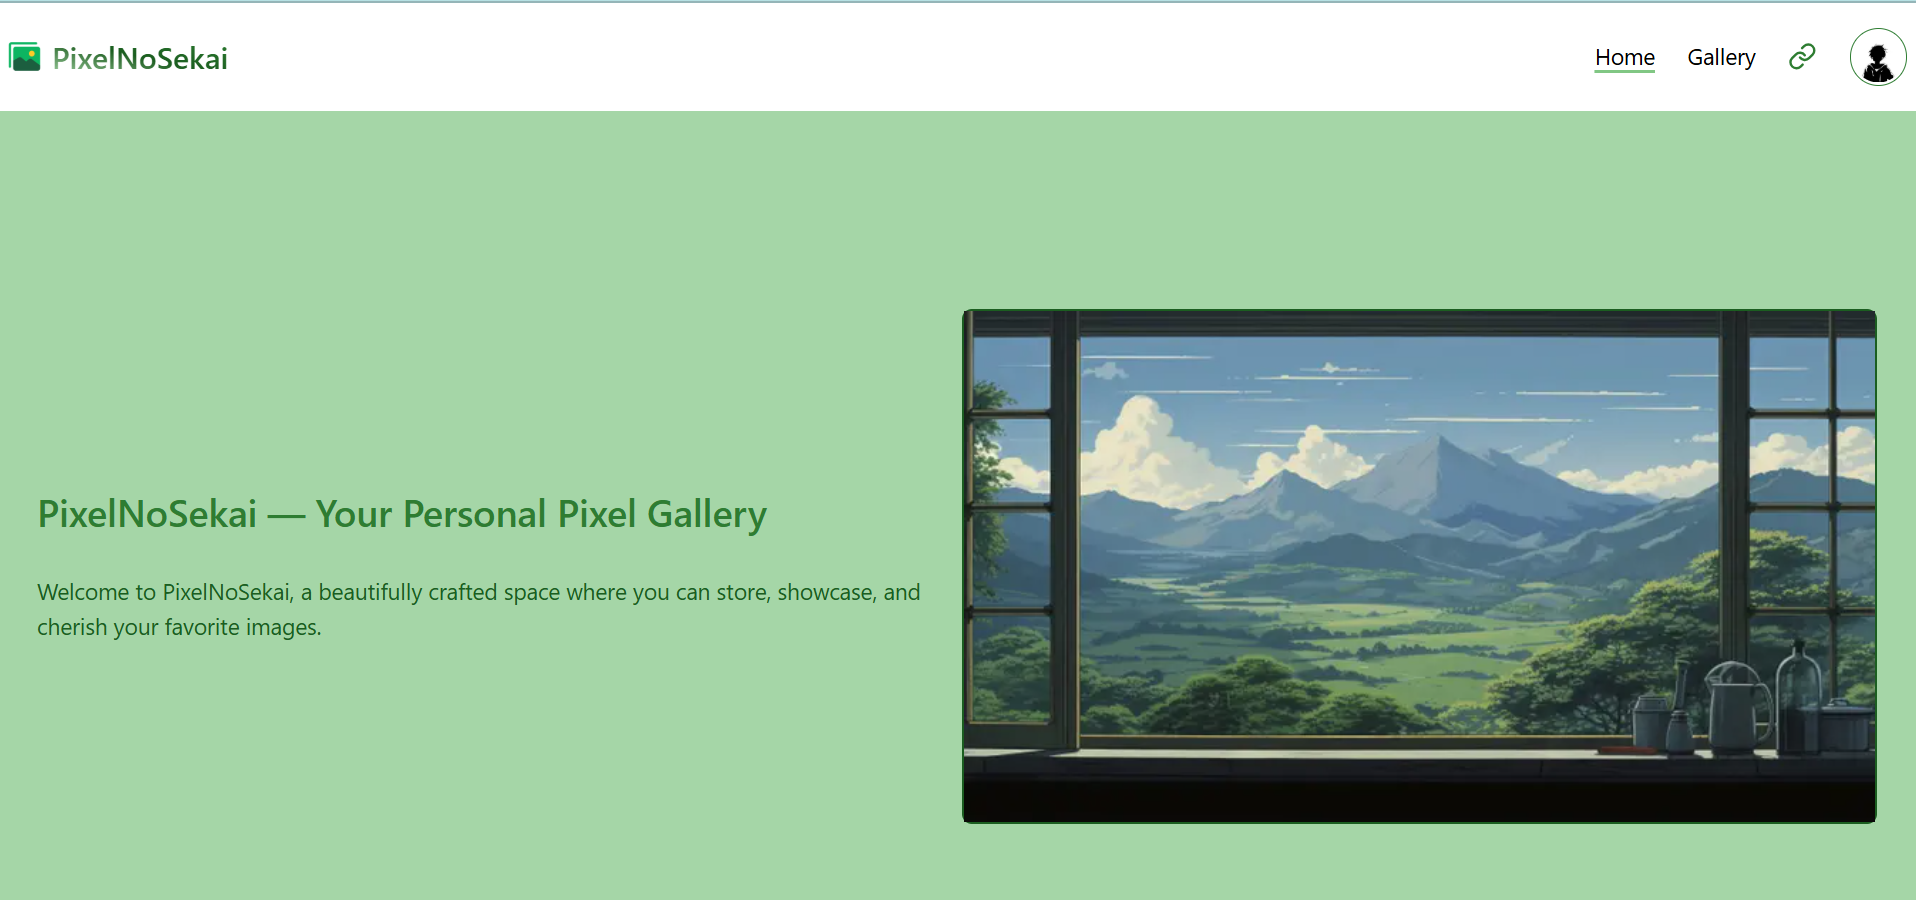 PixelNoSekai
Home
Gallery
PixelNoSekai — Your Personal Pixel Gallery
Welcome to PixelNoSekai, a beautifully crafted space where you can store, showcase, and
cherish your favorite images.